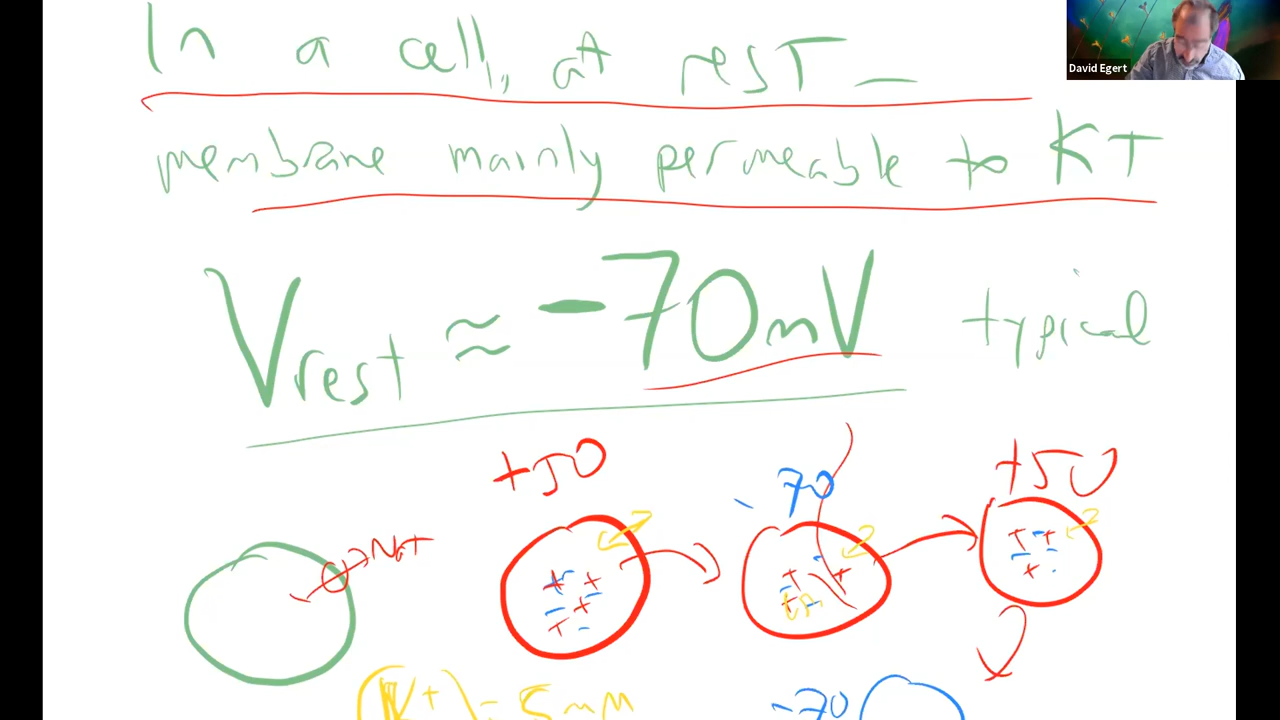 David Egert
In a cell, at rest –
membrane mainly permeable to K+
Vrest ≈ -70mV typical
+50 -70 +50
Na+
+ + + + + + + + + +
K+ = 5mM -70